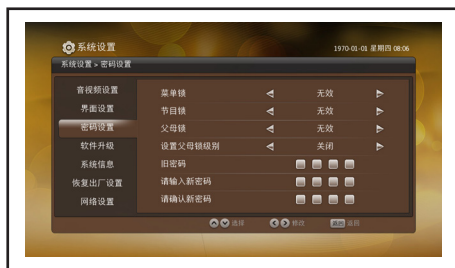 系统设置
1970-01-01 星期四 08:06
系统设置 > 密码设置
音视频设置
界面设置
密码设置
软件升级
系统信息
恢复出厂设置
网络设置
菜单锁 无效
节目锁 无效
父母锁 无效
设置父母锁级别 关闭
旧密码
请输入新密码
请确认新密码
选择 修改 返回 返回